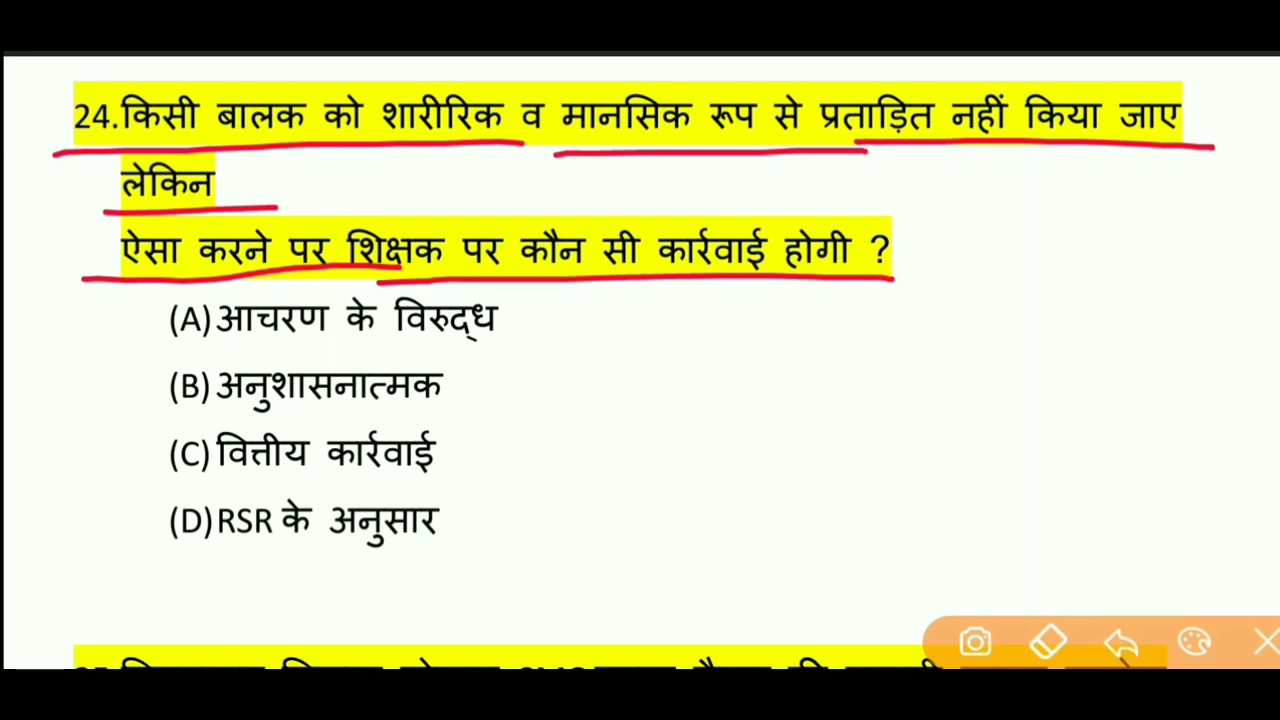 24.किसी बालक को शारीरिक व मानसिक रूप से प्रताड़ित नहीं किया जाए
लेकिन
ऐसा करने पर शिक्षक पर कौन सी कार्रवाई होगी ?
(A)आचरण के विरुद्ध
(B)अनुशासनात्मक
(C)वित्तीय कार्रवाई
(D)RSR के अनुसार